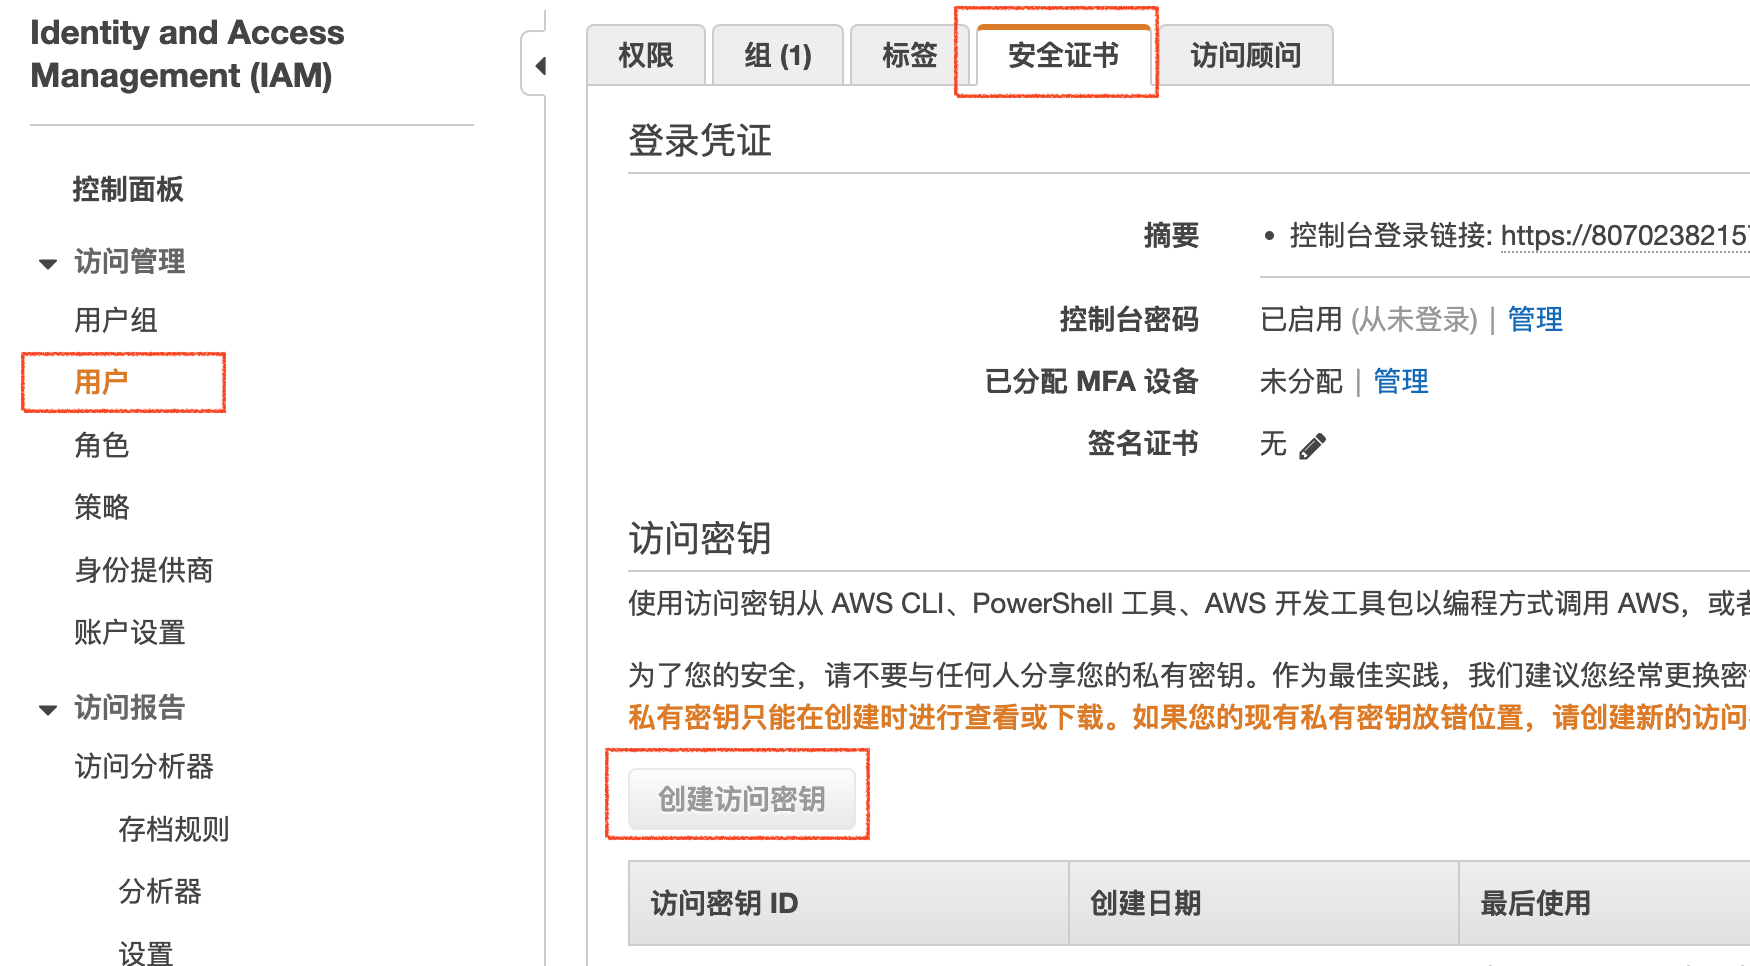 Identity and Access
Management (IAM)
控制面板
访问管理
用户组
用户
角色
策略
身份提供商
账户设置
访问报告
访问分析器
存档规则
分析器
设置
权限
组 (1)
标签
安全证书
访问顾问
登录凭证
摘要 • 控制台登录链接: https://80702382157
控制台密码 已启用 (从未登录) | 管理
已分配 MFA 设备 未分配 | 管理
签名证书 无
访问密钥
使用访问密钥从 AWS CLI、PowerShell 工具、AWS 开发工具包以编程方式调用 AWS，或者
为了您的安全，请不要与任何人分享您的私有密钥。作为最佳实践，我们建议您经常更换密
私有密钥只能在创建时进行查看或下载。如果您的现有私有密钥放错位置，请创建新的访问
创建访问密钥
访问密钥 ID 创建日期 最后使用